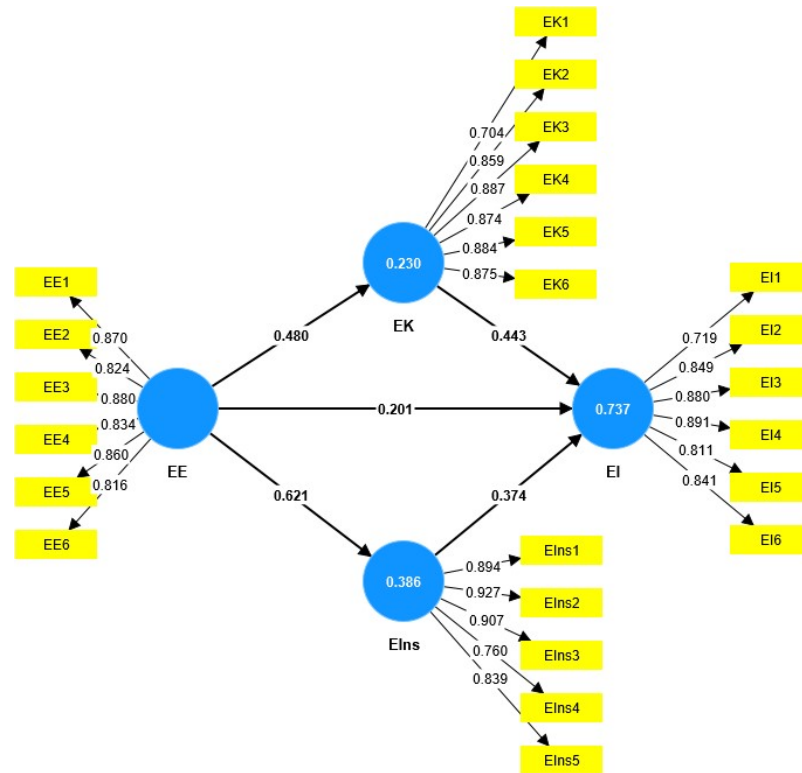 EK1
EK2
EK3
EK4
EK5
EK6
0.704
0.859
0.887
0.874
0.884
0.875
0.230
EK
EE1
EE2
EE3
EE4
EE5
EE6
0.870
0.824
0.880
0.834
0.860
0.816
EE
0.480
0.443
0.201
0.621
0.374
0.737
EI
EI1
EI2
EI3
EI4
EI5
EI6
0.719
0.849
0.880
0.891
0.811
0.841
0.386
EIns
EIns1
EIns2
EIns3
EIns4
EIns5
0.894
0.927
0.907
0.760
0.839